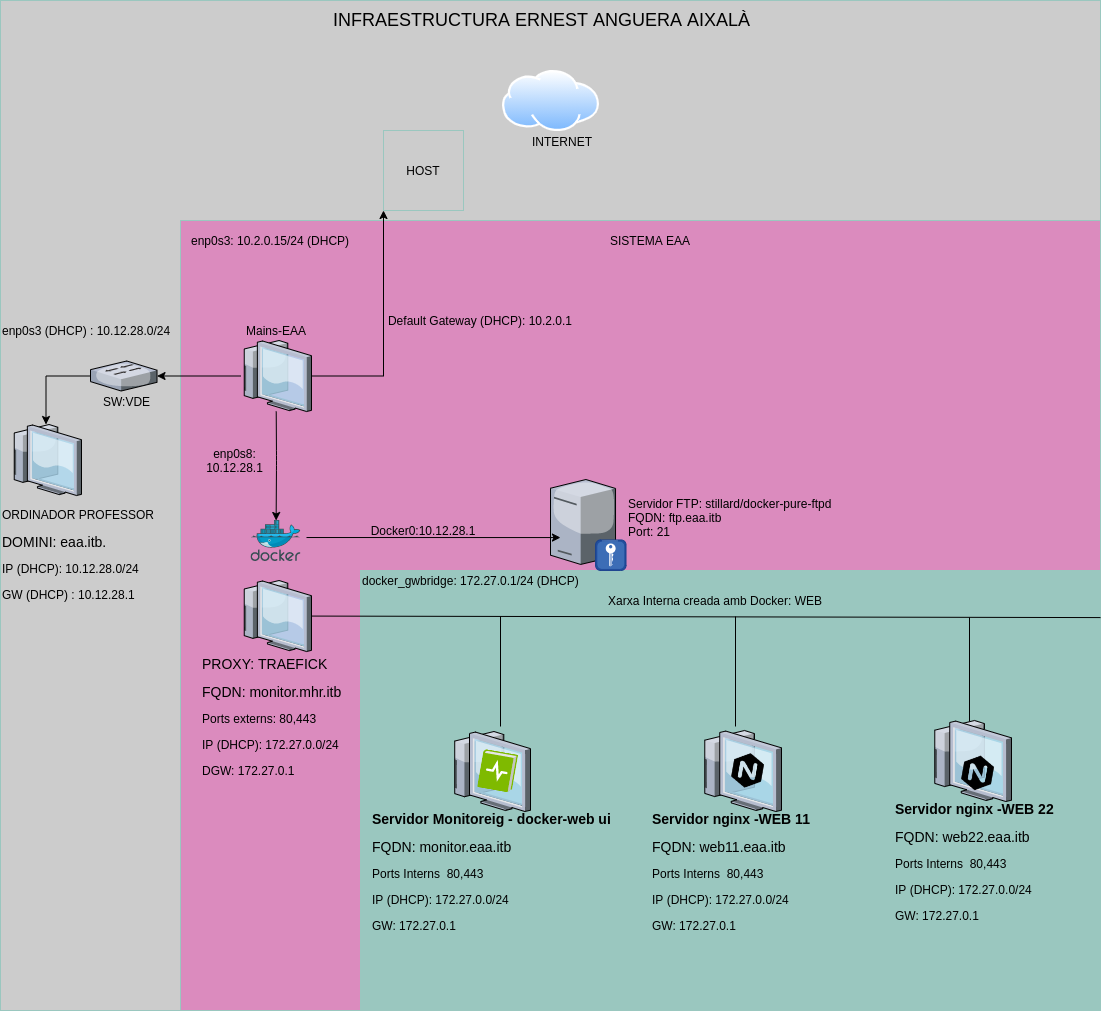 INFRAESTRUCTURA ERNEST ANGUERA AIXALÀ
INTERNET
HOST
enp0s3: 10.2.0.15/24 (DHCP)
SISTEMA EAA
Default Gateway (DHCP): 10.2.0.1
enp0s3 (DHCP) : 10.12.28.0/24
Mains-EAA
SW:VDE
enp0s8:
10.12.28.1
ORDINADOR PROFESSOR
DOMINI: eaa.itb.
IP (DHCP): 10.12.28.0/24
GW (DHCP) : 10.12.28.1
docker
Docker0:10.12.28.1
Servidor FTP: stillard/docker-pure-ftpd
FQDN: ftp.eaa.itb
Port: 21
docker_gwbridge: 172.27.0.1/24 (DHCP)
Xarxa Interna creada amb Docker: WEB
PROXY: TRAEFICK
FQDN: monitor.mhr.itb
Ports externs: 80,443
IP (DHCP): 172.27.0.0/24
DGW: 172.27.0.1
Servidor Monitoreig - docker-web ui
FQDN: monitor.eaa.itb
Ports Interns  80,443
IP (DHCP): 172.27.0.0/24
GW: 172.27.0.1
N
Servidor nginx -WEB 11
FQDN: web11.eaa.itb
Ports Interns  80,443
IP (DHCP): 172.27.0.0/24
GW: 172.27.0.1
N
Servidor nginx -WEB 22
FQDN: web22.eaa.itb
Ports Interns  80,443
IP (DHCP): 172.27.0.0/24
GW: 172.27.0.1